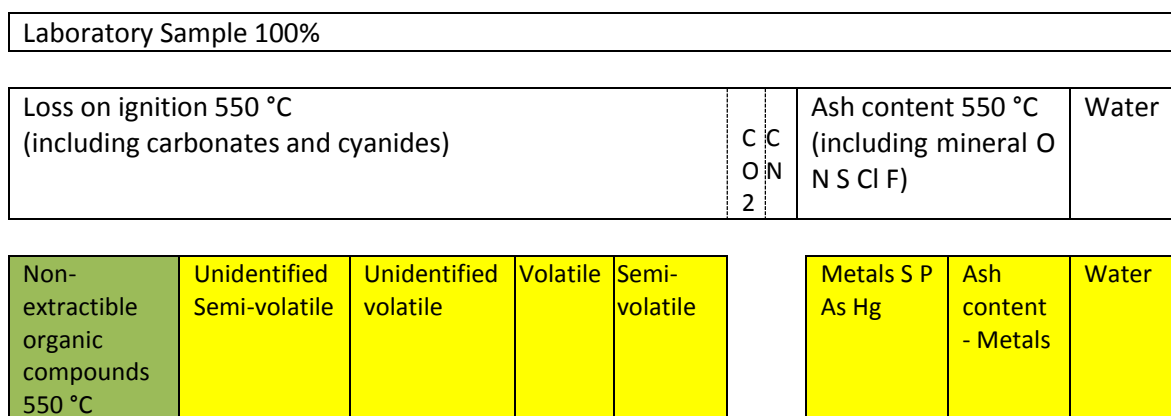 Laboratory Sample 100%
Loss on ignition 550 °C
(including carbonates and cyanides)
C
O
2
C
N
Ash content 550 °C
(including mineral O
N S Cl F)
Water
Non-
extractible
organic
compounds
550 °C
Unidentified
Semi-volatile
Unidentified
volatile
Volatile
Semi-
volatile
Metals S P
As Hg
Ash
content
- Metals
Water